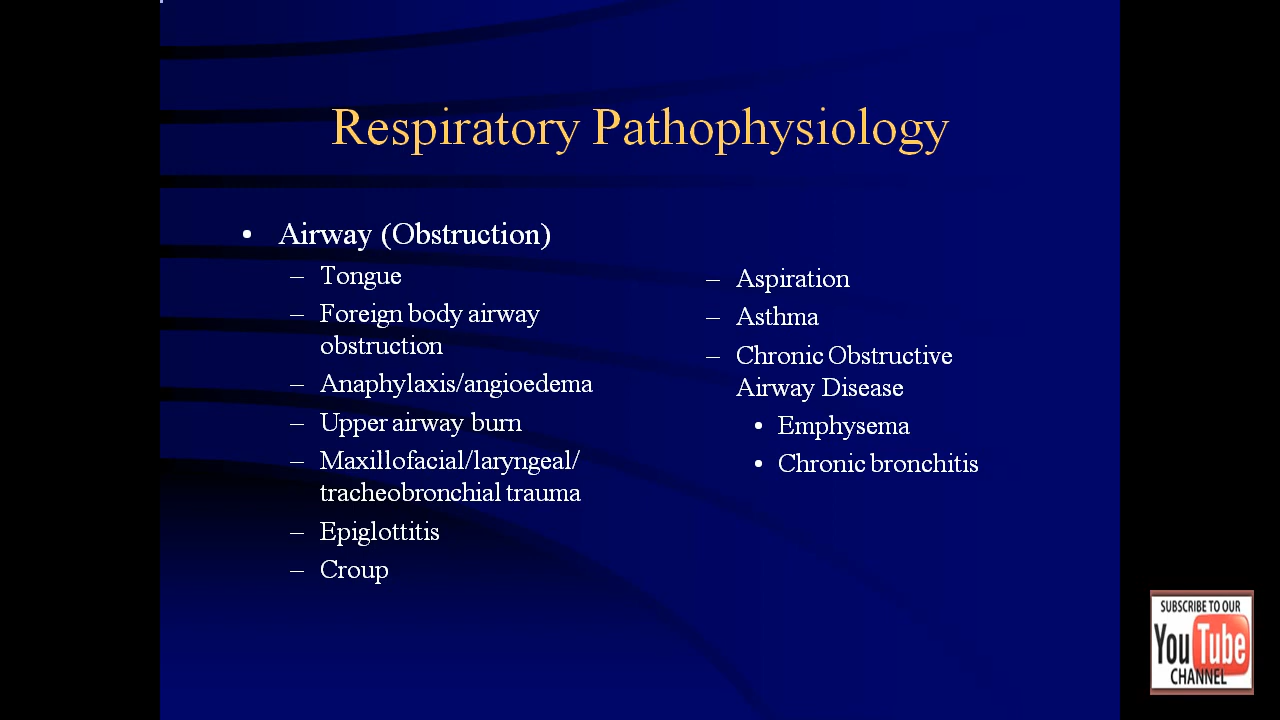 Respiratory Pathophysiology
• Airway (Obstruction)
– Tongue
– Foreign body airway
obstruction
– Anaphylaxis/angioedema
– Upper airway burn
– Maxillofacial/laryngeal/
tracheobronchial trauma
– Epiglottitis
– Croup
– Aspiration
– Asthma
– Chronic Obstructive
Airway Disease
• Emphysema
• Chronic bronchitis
SUBSCRIBE TO OUR
YouTube
CHANNEL